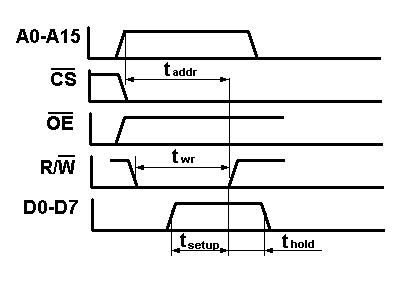 A0-A15
t addr
CS
OE
R/W
t wr
D0-D7
t setup
t hold